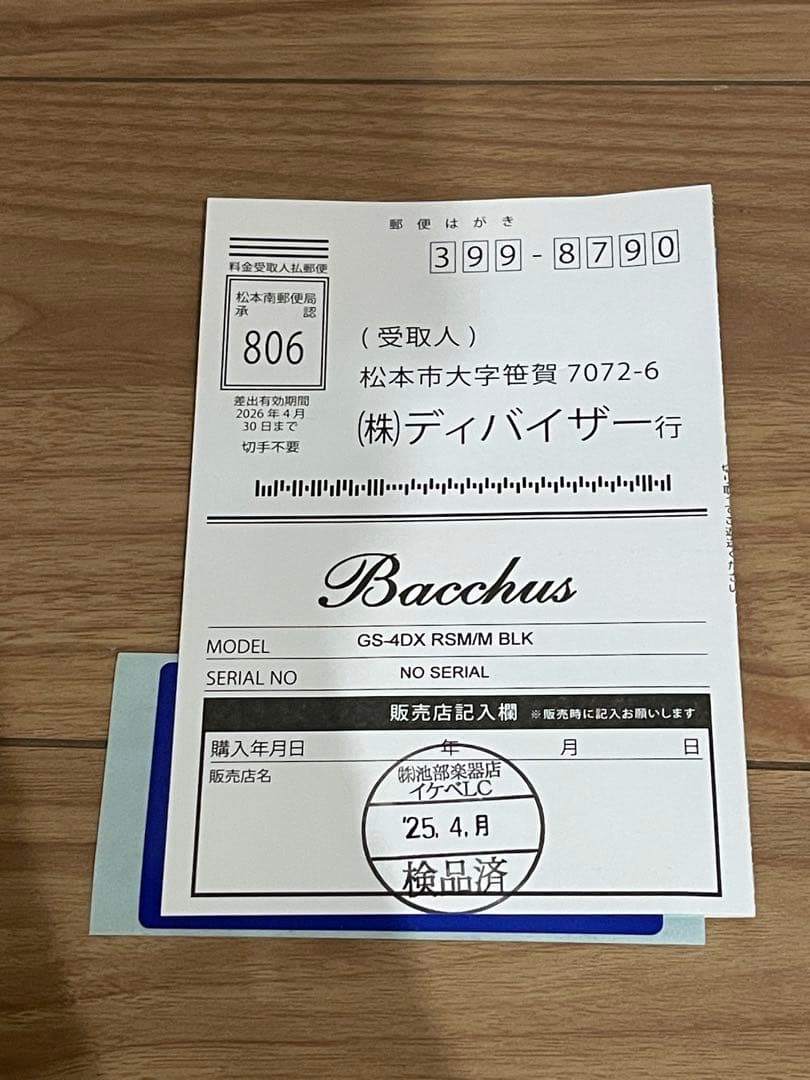 郵便はがき
399-8790
料金受取人払郵便
松本南郵便局
承認
806
差出有効期間
2026年4月
30日まで
切手不要
(受取人)
松本市大字笹賀7072-6
㈱ディバイザー行
Bacchus
MODEL GS-4DX RSM/M BLK
SERIAL NO NO SERIAL
販売店記入欄 ※販売時に記入お願いします
購入年月日 年 月 日
販売店名
㈱池部楽器店
イケベLC
'25.4.月
検品済